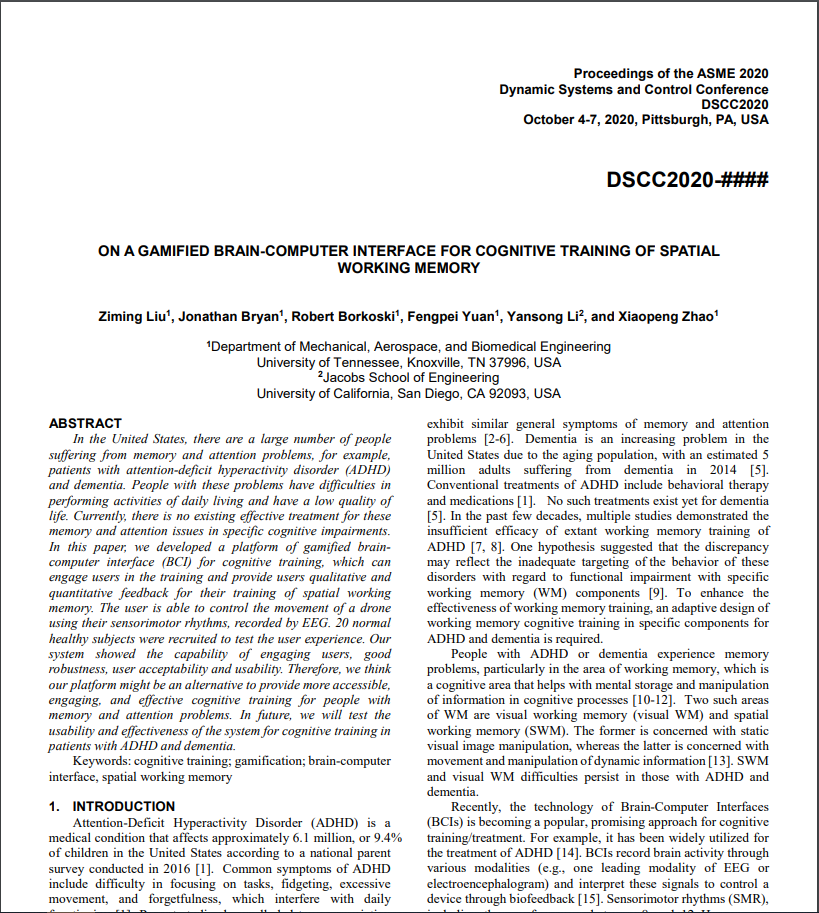 Proceedings of the ASME 2020
Dynamic Systems and Control Conference
DSCC2020
October 4-7, 2020, Pittsburgh, PA, USA
DSCC2020-####
ON A GAMIFIED BRAIN-COMPUTER INTERFACE FOR COGNITIVE TRAINING OF SPATIAL
WORKING MEMORY
Ziming Liu1, Jonathan Bryan1, Robert Borkoski1, Fengpei Yuan1, Yansong Li2, and Xiaopeng Zhao1
1Department of Mechanical, Aerospace, and Biomedical Engineering
University of Tennessee, Knoxville, TN 37996, USA
2Jacobs School of Engineering
University of California, San Diego, CA 92093, USA
ABSTRACT
In the United States, there are a large number of people
suffering from memory and attention problems, for example,
patients with attention-deficit hyperactivity disorder (ADHD)
and dementia. People with these problems have difficulties in
performing activities of daily living and have a low quality of
life. Currently, there is no existing effective treatment for these
memory and attention issues in specific cognitive impairments.
In this paper, we developed a platform of gamified brain-
computer interface (BCI) for cognitive training, which can
engage users in the training and provide users qualitative and
quantitative feedback for their training of spatial working
memory. The user is able to control the movement of a drone
using their sensorimotor rhythms, recorded by EEG. 20 normal
healthy subjects were recruited to test the user experience. Our
system showed the capability of engaging users, good
robustness, user acceptability and usability. Therefore, we think
our platform might be an alternative to provide more accessible,
engaging, and effective cognitive training for people with
memory and attention problems. In future, we will test the
usability and effectiveness of the system for cognitive training in
patients with ADHD and dementia.
Keywords: cognitive training; gamification; brain-computer
interface, spatial working memory
1. INTRODUCTION
Attention-Deficit Hyperactivity Disorder (ADHD) is a
medical condition that affects approximately 6.1 million, or 9.4%
of children in the United States according to a national parent
survey conducted in 2016 [1]. Common symptoms of ADHD
include difficulty in focusing on tasks, fidgeting, excessive
movement, and forgetfulness, which interfere with daily
exhibit similar general symptoms of memory and attention
problems [2-6]. Dementia is an increasing problem in the
United States due to the aging population, with an estimated 5
million adults suffering from dementia in 2014 [5].
Conventional treatments of ADHD include behavioral therapy
and medications [1]. No such treatments exist yet for dementia
[5]. In the past few decades, multiple studies demonstrated the
insufficient efficacy of extant working memory training of
ADHD [7, 8]. One hypothesis suggested that the discrepancy
may reflect the inadequate targeting of the behavior of these
disorders with regard to functional impairment with specific
working memory (WM) components [9]. To enhance the
effectiveness of working memory training, an adaptive design of
working memory cognitive training in specific components for
ADHD and dementia is required.
People with ADHD or dementia experience memory
problems, particularly in the area of working memory, which is
a cognitive area that helps with mental storage and manipulation
of information in cognitive processes [10-12]. Two such areas
of WM are visual working memory (visual WM) and spatial
working memory (SWM). The former is concerned with static
visual image manipulation, whereas the latter is concerned with
movement and manipulation of dynamic information [13]. SWM
and visual WM difficulties persist in those with ADHD and
dementia.
Recently, the technology of Brain-Computer Interfaces
(BCIs) is becoming a popular, promising approach for cognitive
training/treatment. For example, it has been widely utilized for
the treatment of ADHD [14]. BCIs record brain activity through
various modalities (e.g., one leading modality of EEG or
electroencephalogram) and interpret these signals to control a
device through biofeedback [15]. Sensorimotor rhythms (SMR),